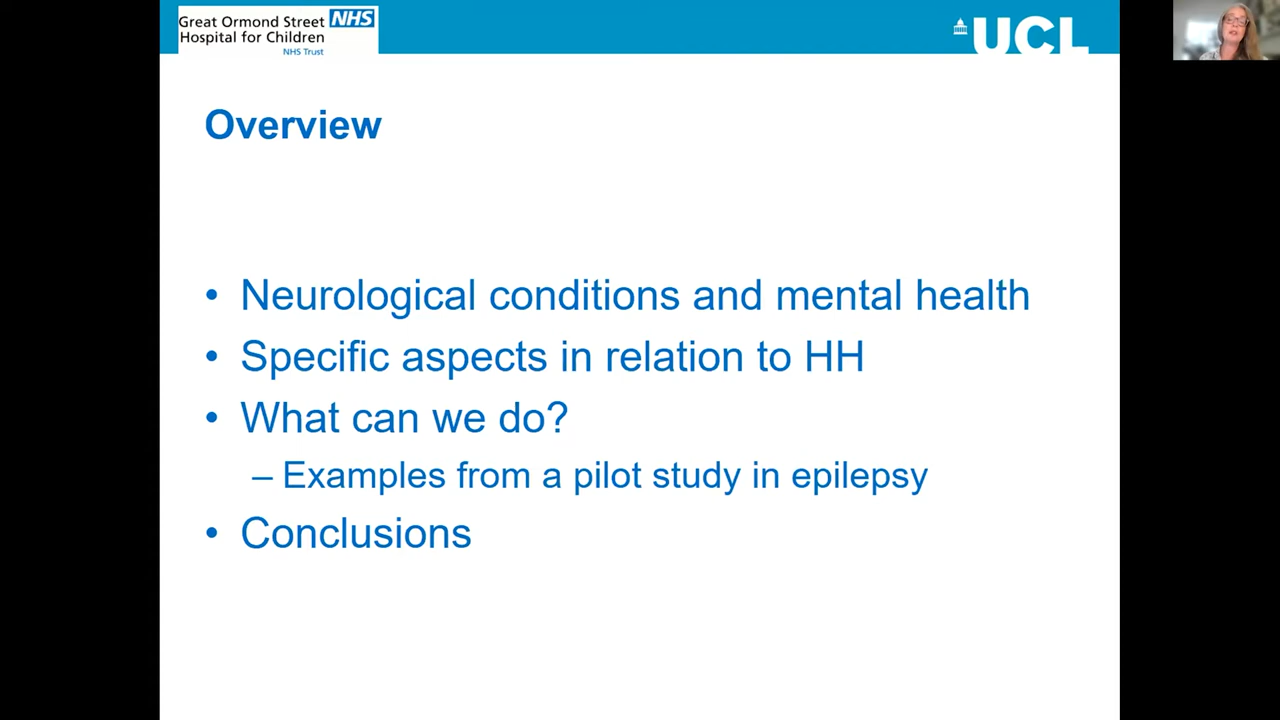 Great Ormond Street NHS
Hospital for Children
NHS Trust
UCL
Overview
• Neurological conditions and mental health
• Specific aspects in relation to HH
• What can we do?
– Examples from a pilot study in epilepsy
• Conclusions